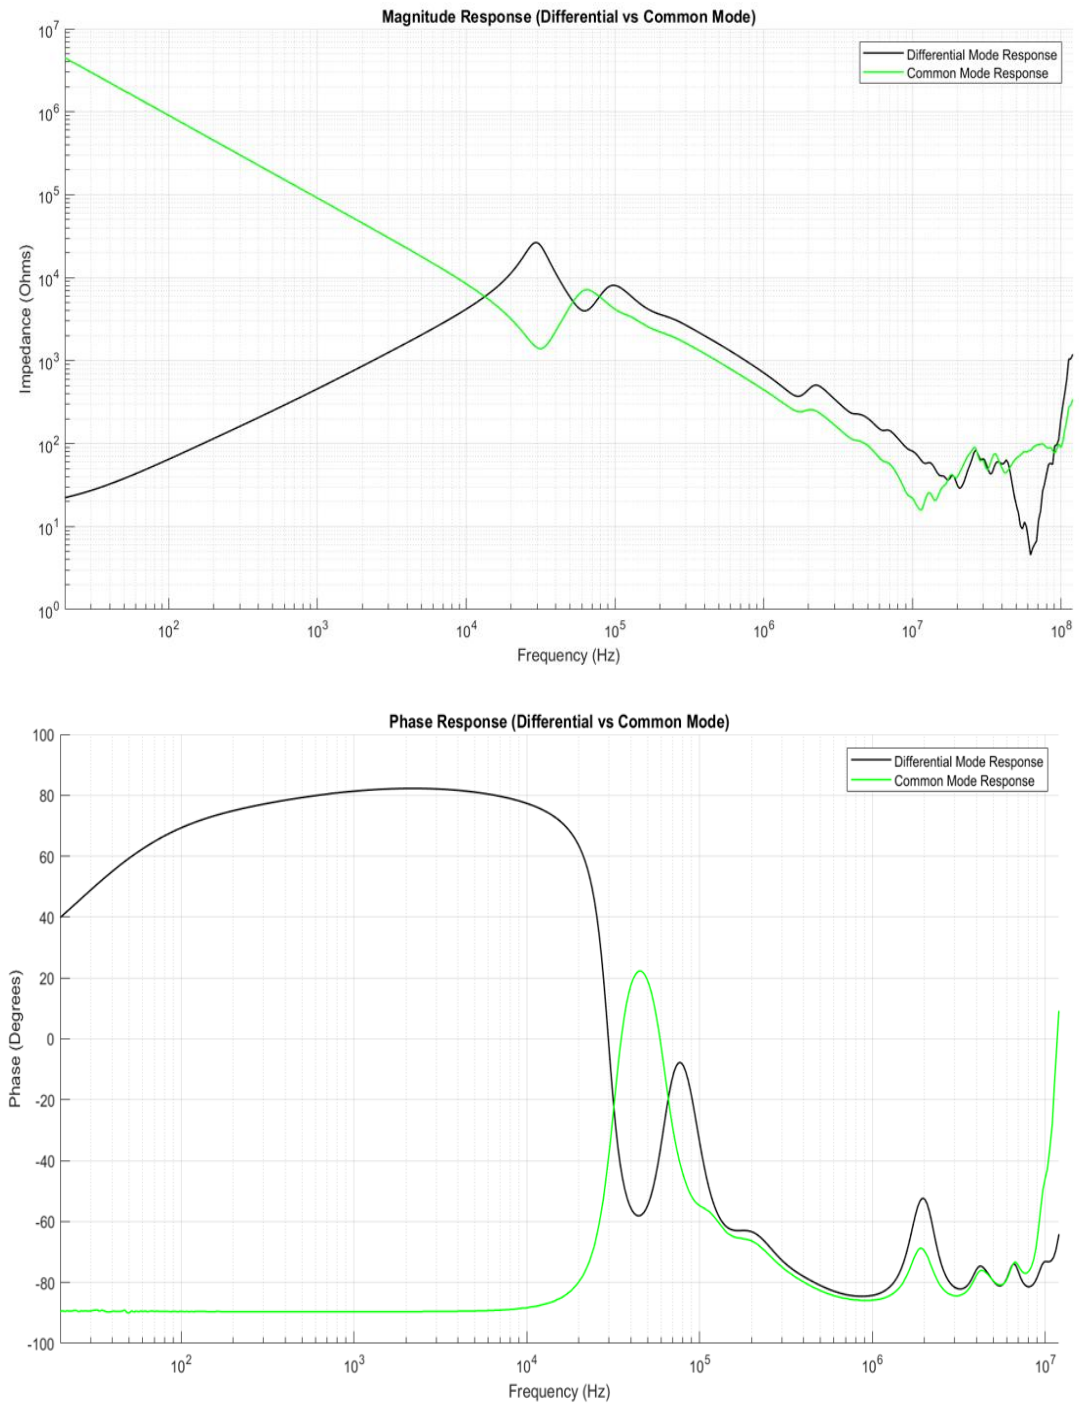 Magnitude Response (Differential vs Common Mode)
10^7
10^6
10^5
10^4
10^3
10^2
10^1
10^0
Impedance (Ohms)
Differential Mode Response
Common Mode Response
10^2 10^3 10^4 10^5 10^6 10^7 10^8
Frequency (Hz)
Phase Response (Differential vs Common Mode)
100
80
60
40
20
0
-20
-40
-60
-80
-100
Phase (Degrees)
Differential Mode Response
Common Mode Response
10^2 10^3 10^4 10^5 10^6 10^7
Frequency (Hz)